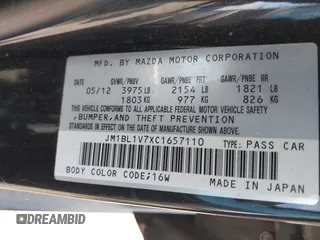 MFD. BY MAZDA MOTOR CORPORATION
GVWR/PNBV GAWR/PNBE FRT GAWR/PNBE RR
05/12 3975LB 2154 LB 1821 LB
1803KG 977 KG 826 KG
THIS VEHICLE CONFORMS TO ALL APPLICABLE
FEDERAL MOTOR VEHICLE SAFETY
, BUMPER, AND THEFT PREVENTION
STANDARDS IN EFFECT ON THE DATE OF
MANUFACTURE SHOWN ABOVE.
JM1BL1V7XC1657110 TYPE: PASS CAR
BODY COLOR CODE:16W
MADE IN JAPAN
DRIVE/BIDDER